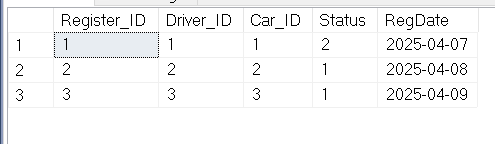 Register_ID Driver_ID Car_ID Status RegDate
1 1 1 1 2 2025-04-07
2 2 2 2 1 2025-04-08
3 3 3 3 1 2025-04-09